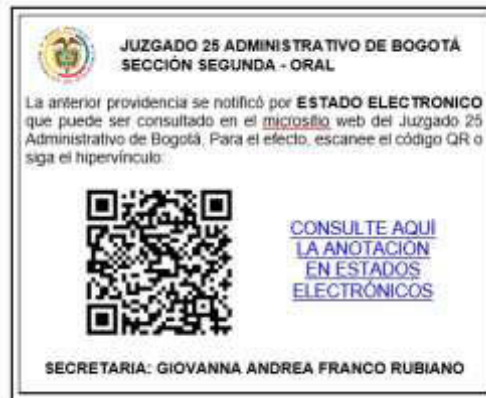 JUZGADO 25 ADMINISTRATIVO DE BOGOTÁ
SECCIÓN SEGUNDA - ORAL
La anterior providencia se notificó por ESTADO ELECTRONICO
que puede ser consultado en el micrositio web del Juzgado 25
Administrativo de Bogotá. Para el efecto, escanee el código QR o
siga el hipervínculo:
CONSULTE AQUÍ
LA ANOTACIÓN
EN ESTADOS
ELECTRÓNICOS
SECRETARIA: GIOVANNA ANDREA FRANCO RUBIANO